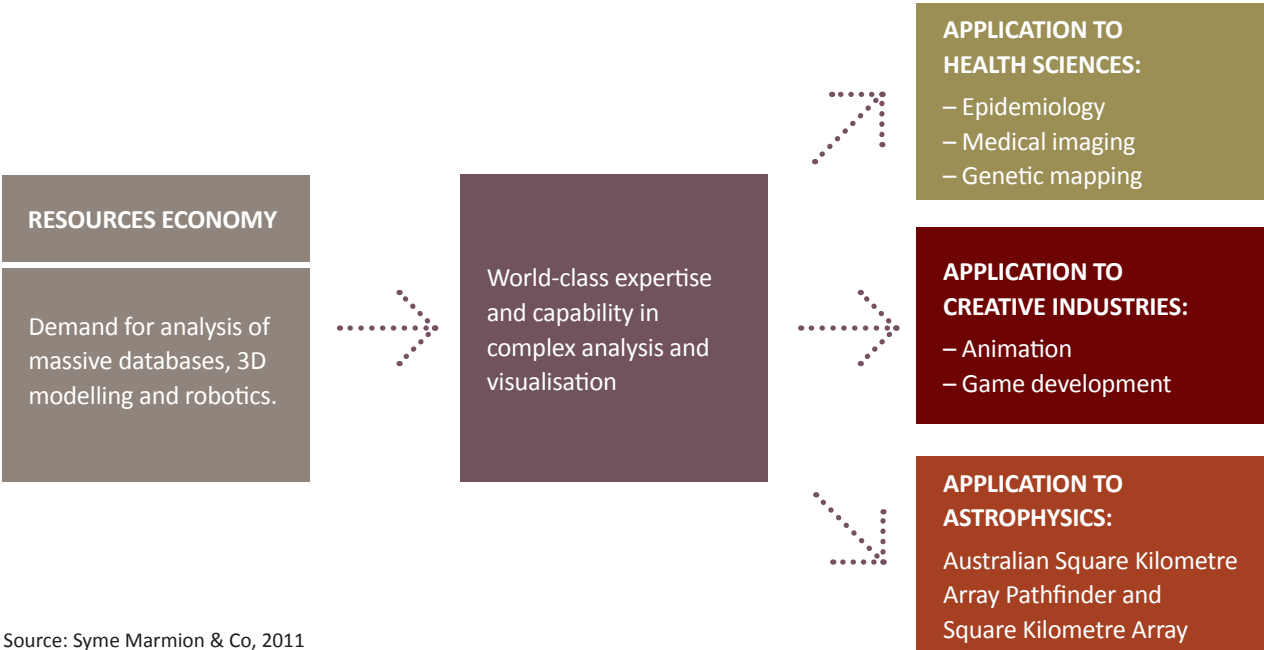 RESOURCES ECONOMY
Demand for analysis of
massive databases, 3D
modelling and robotics.
World-class expertise
and capability in
complex analysis and
visualisation
APPLICATION TO
HEALTH SCIENCES:
– Epidemiology
– Medical imaging
– Genetic mapping
APPLICATION TO
CREATIVE INDUSTRIES:
– Animation
– Game development
APPLICATION TO
ASTROPHYSICS:
Australian Square Kilometre
Array Pathfinder and
Square Kilometre Array
Source: Syme Marmion & Co, 2011